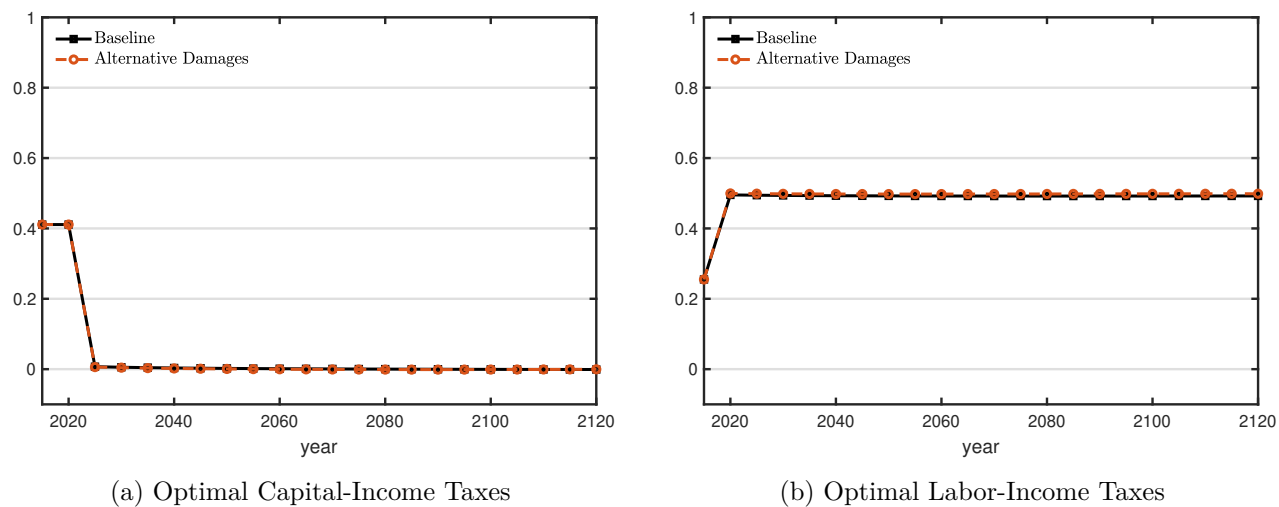 1
0.8
0.6
0.4
0.2
0
Baseline
Alternative Damages
2020 2040 2060 2080 2100 2120
year
(a) Optimal Capital-Income Taxes
1
0.8
0.6
0.4
0.2
0
Baseline
Alternative Damages
2020 2040 2060 2080 2100 2120
year
(b) Optimal Labor-Income Taxes